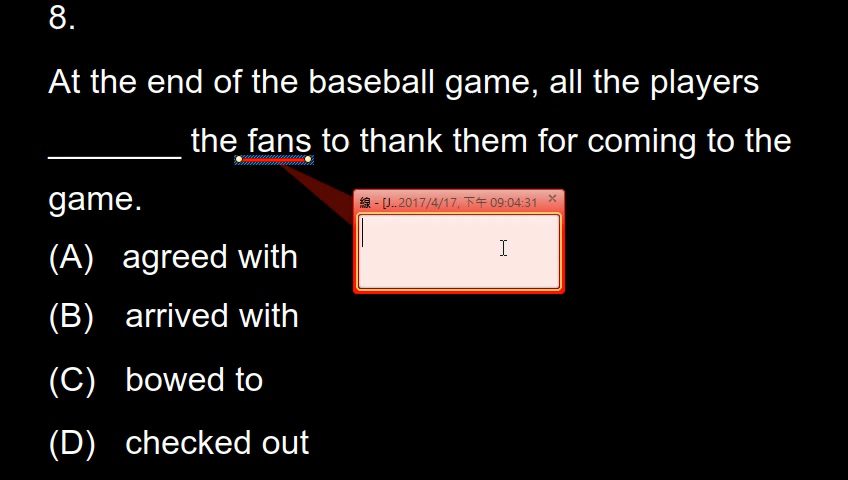 8.
At the end of the baseball game, all the players
________ the fans to thank them for coming to the
game.
線 - [J..2017/4/17, 下午 09:04:31
(A) agreed with
(B) arrived with
(C) bowed to
(D) checked out